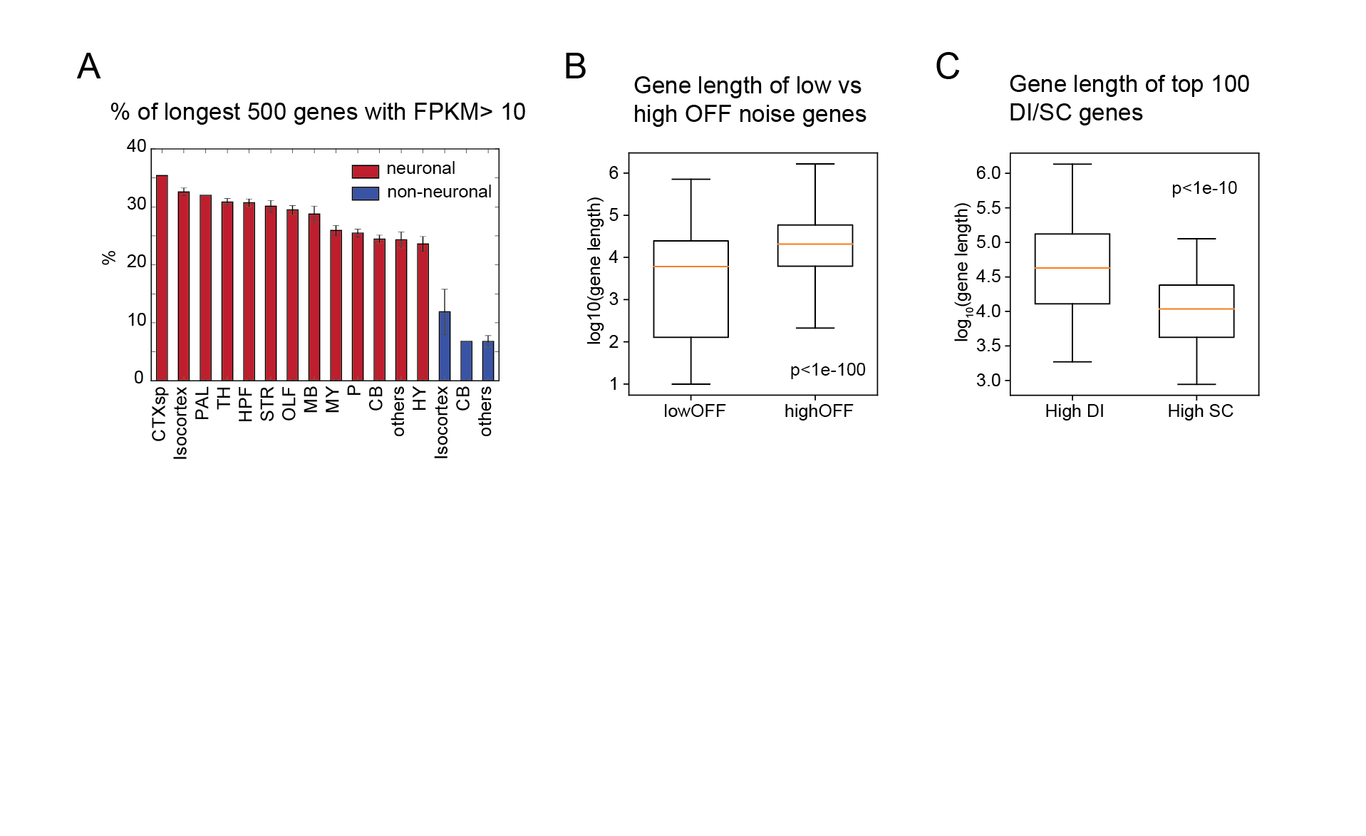 A
% of longest 500 genes with FPKM> 10
40
30
20
10
0
%
neuronal
non-neuronal
CTXsp
Isocortex
PAL
TH
HPF
STR
OLF
MB
MY
P
CB
others
HY
Isocortex
CB
others
B
Gene length of low vs
high OFF noise genes
6
5
4
3
2
1
log10(gene length)
p<1e-100
lowOFF
highOFF
C
Gene length of top 100
DI/SC genes
6.0
5.5
5.0
4.5
4.0
3.5
3.0
log₁₀(gene length)
p<1e-10
High DI
High SC